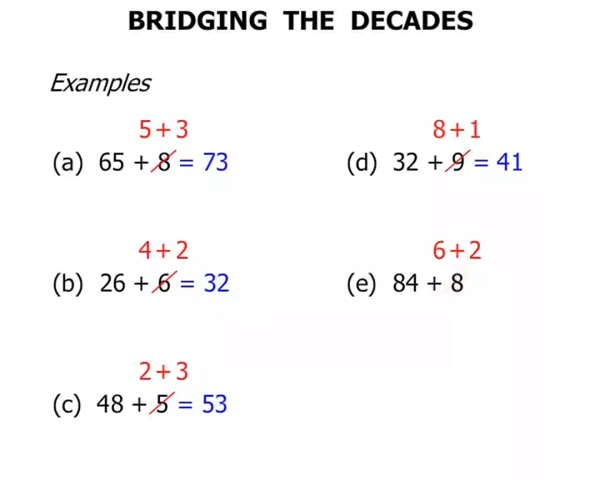 BRIDGING THE DECADES
Examples
5+3
(a) 65 + 8 = 73
4+2
(b) 26 + 6 = 32
2+3
(c) 48 + 5 = 53
8+1
(d) 32 + 9 = 41
6+2
(e) 84 + 8